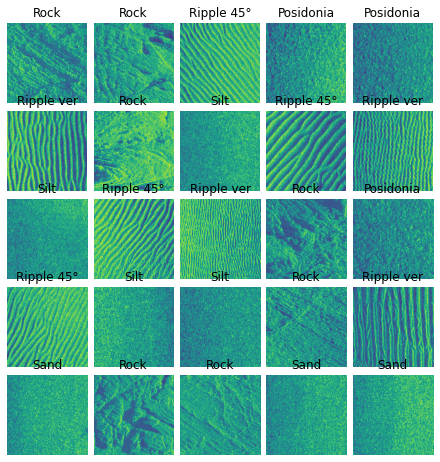 Rock Rock Ripple 45° Posidonia Posidonia
Ripple ver Rock Silt Ripple 45° Ripple ver
Silt Ripple 45° Ripple ver Rock Posidonia
Ripple 45° Silt Silt Rock Ripple ver
Sand Rock Rock Sand Sand